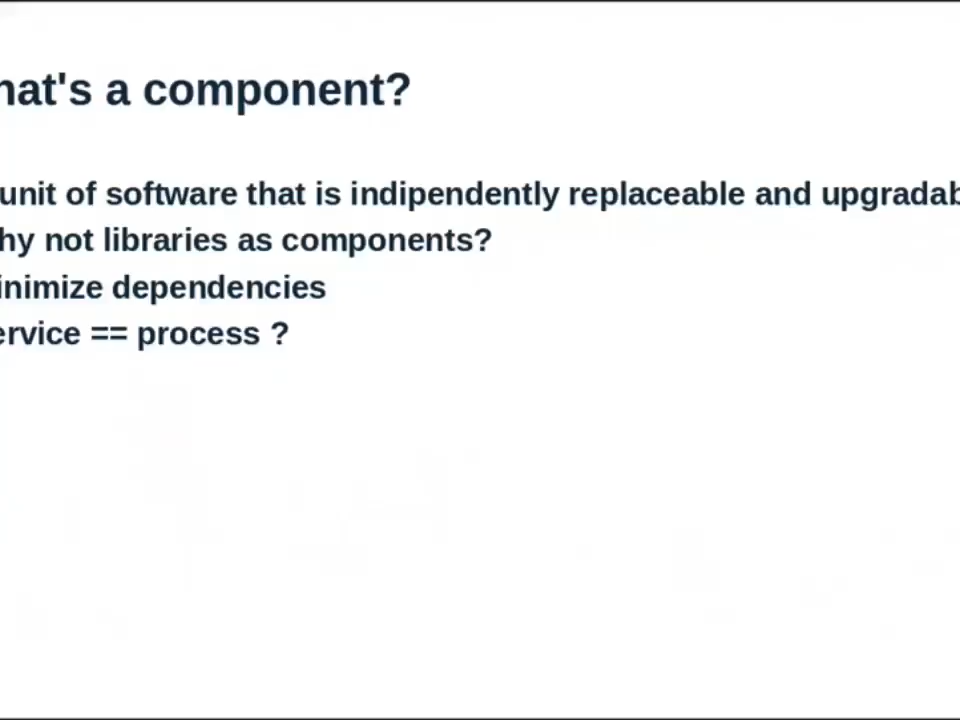 hat's a component?
unit of software that is indipendently replaceable and upgradab
hy not libraries as components?
inimize dependencies
ervice == process ?